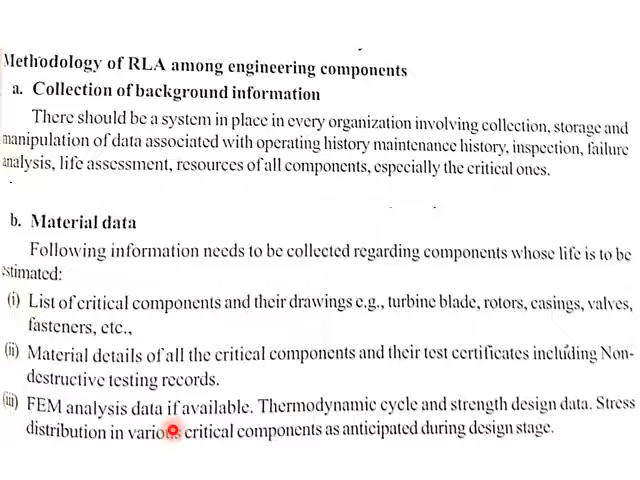 Methodology of RLA among engineering components
a. Collection of background information
There should be a system in place in every organization involving collection, storage and
manipulation of data associated with operating history maintenance history, inspection, failure
analysis, life assessment, resources of all components, especially the critical ones.
b. Material data
Following information needs to be collected regarding components whose life is to be
estimated:
(i) List of critical components and their drawings e.g., turbine blade, rotors, casings, valves,
fasteners, etc.,
(ii) Material details of all the critical components and their test certificates including Non-
destructive testing records.
(iii) FEM analysis data if available. Thermodynamic cycle and strength design data. Stress
distribution in various critical components as anticipated during design stage.